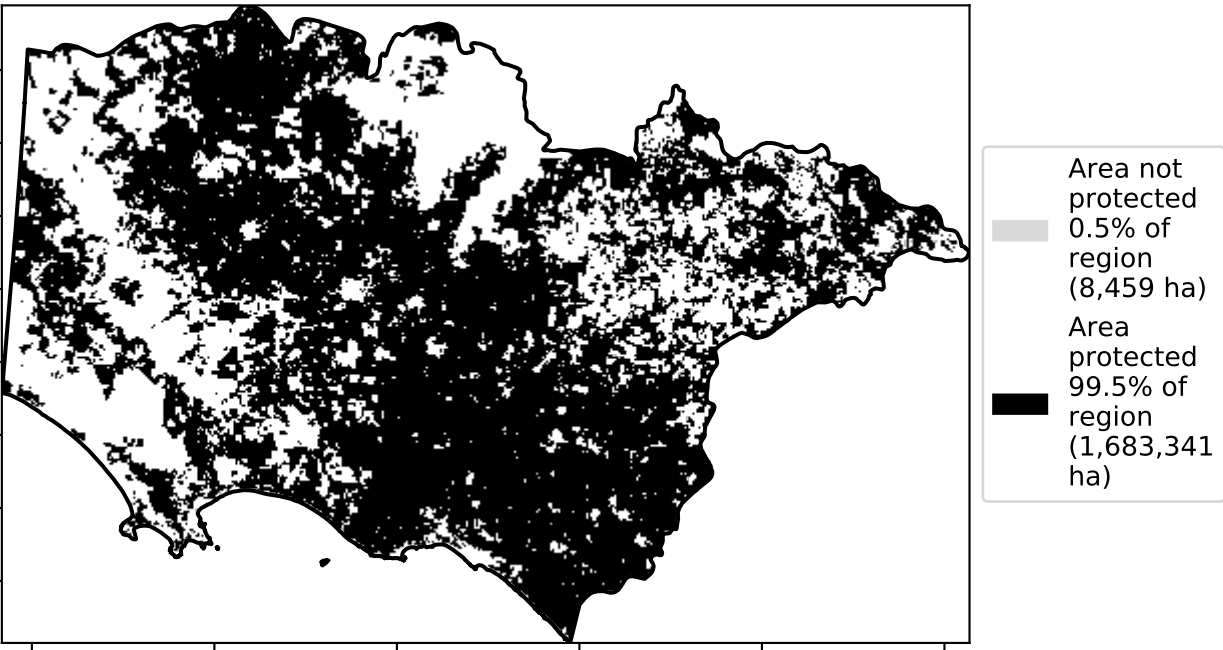 Area not
protected
0.5% of
region
(8,459 ha)
Area
protected
99.5% of
region
(1,683,341
ha)